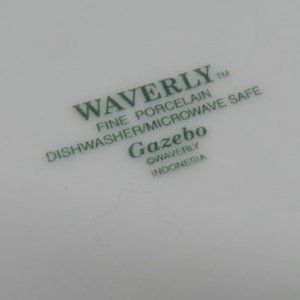 WAVERLY™
FINE PORCELAIN
DISHWASHER/MICROWAVE SAFE
Gazebo
©WAVERLY
INDONESIA